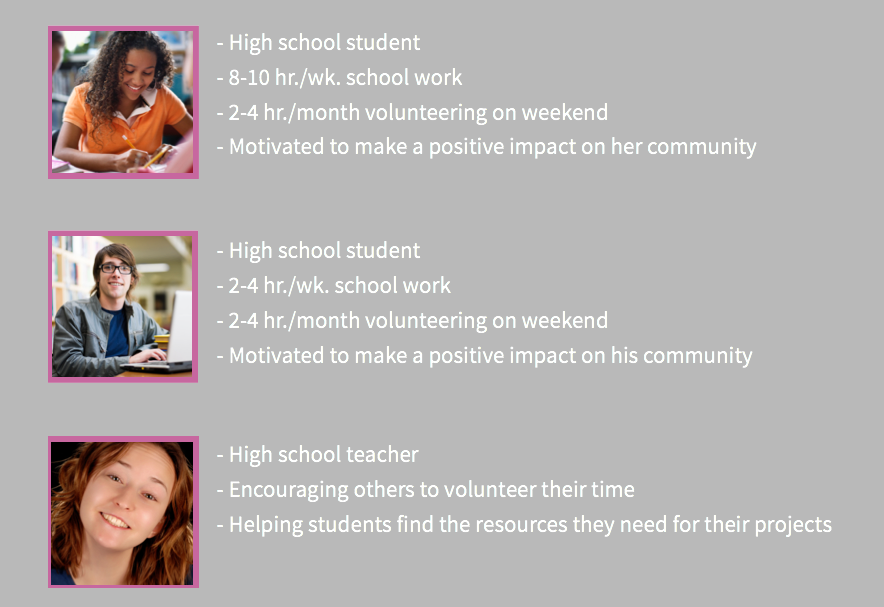 - High school student
- 8-10 hr./wk. school work
- 2-4 hr./month volunteering on weekend
- Motivated to make a positive impact on her community
- High school student
- 2-4 hr./wk. school work
- 2-4 hr./month volunteering on weekend
- Motivated to make a positive impact on his community
- High school teacher
- Encouraging others to volunteer their time
- Helping students find the resources they need for their projects